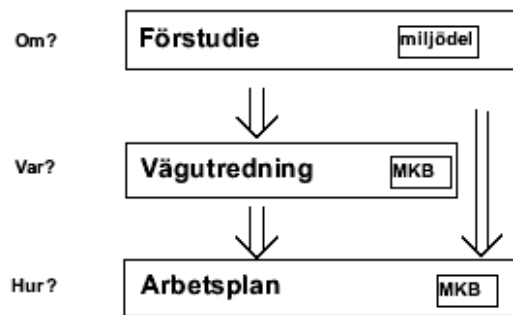 Om? Förstudie miljödel
Var? Vägutredning MKB
Hur? Arbetsplan MKB